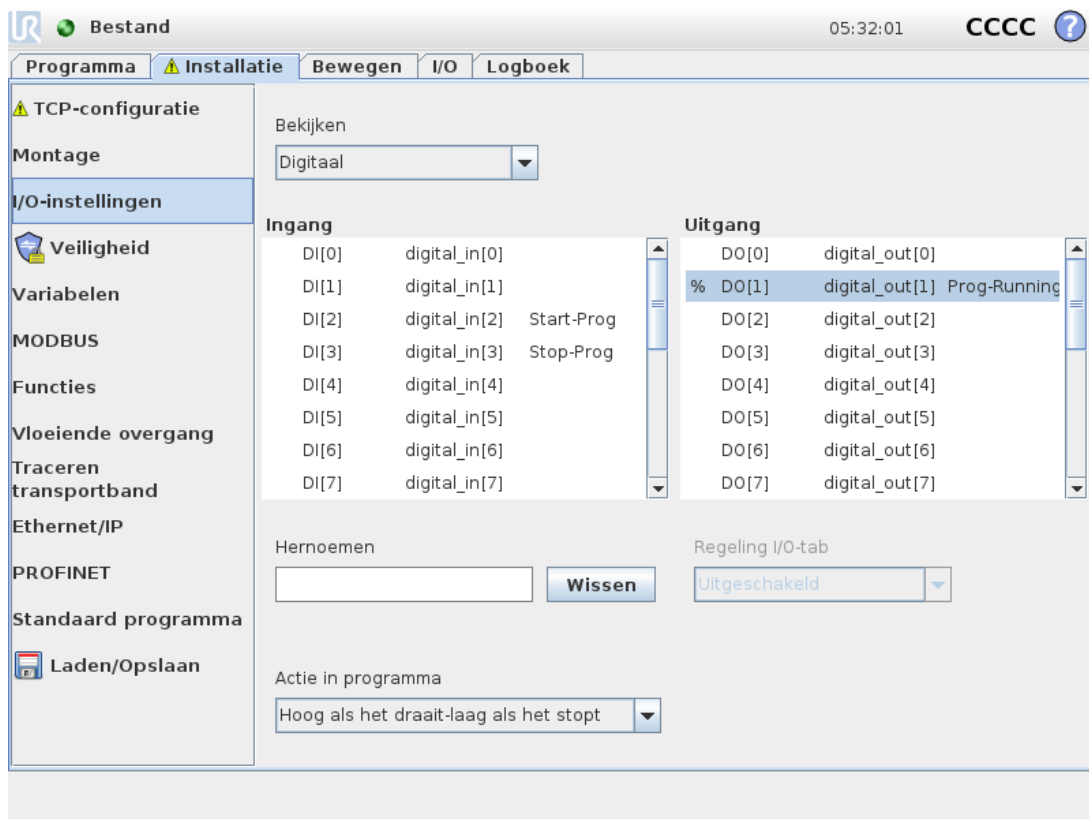 UR Bestand 05:32:01 CCCC ?
Programma Installatie Bewegen I/O Logboek
TCP-configuratie
Montage
I/O-instellingen
Veiligheid
Variabelen
MODBUS
Functies
Vloeiende overgang
Traceren
transportband
Ethernet/IP
PROFINET
Standaard programma
Laden/Opslaan
Bekijken
Digitaal
Ingang
DI[0] digital_in[0]
DI[1] digital_in[1]
DI[2] digital_in[2] Start-Prog
DI[3] digital_in[3] Stop-Prog
DI[4] digital_in[4]
DI[5] digital_in[5]
DI[6] digital_in[6]
DI[7] digital_in[7]
Uitgang
DO[0] digital_out[0]
% DO[1] digital_out[1] Prog-Running
DO[2] digital_out[2]
DO[3] digital_out[3]
DO[4] digital_out[4]
DO[5] digital_out[5]
DO[6] digital_out[6]
DO[7] digital_out[7]
Hernoemen
Wissen
Regeling I/O-tab
Uitgeschakeld
Actie in programma
Hoog als het draait-laag als het stopt